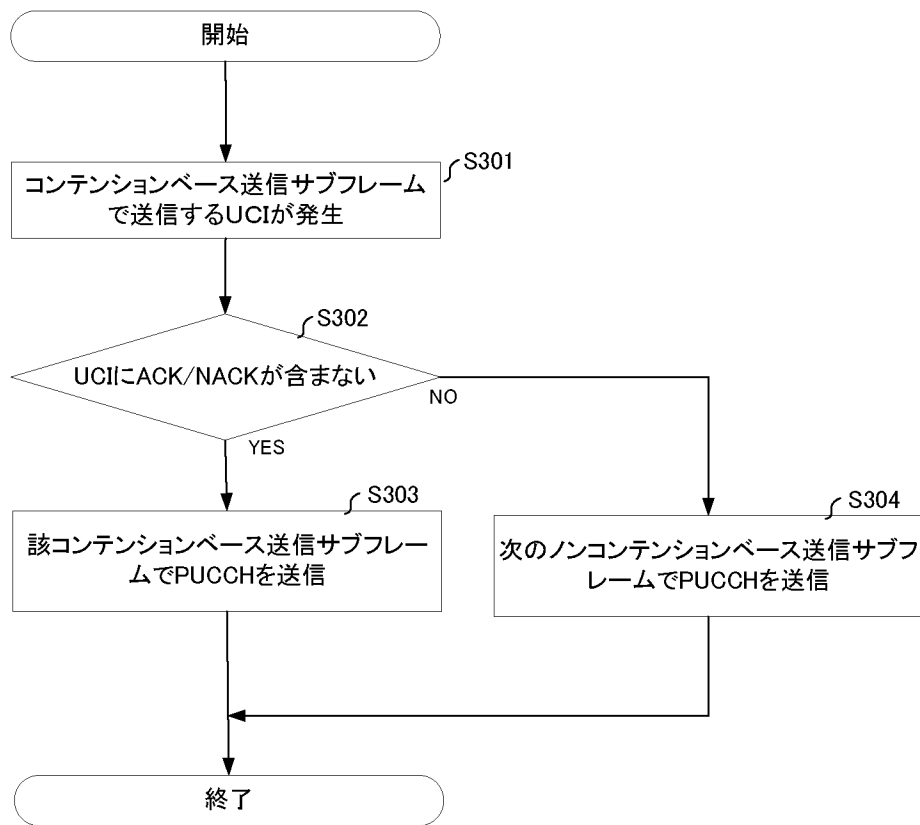 開始
S301
コンテンションベース送信サブフレーム
で送信するUCIが発生
S302
UCIにACK/NACKが含まない
NO
YES
S303
該コンテンションベース送信サブフレー
ムでPUCCHを送信
S304
次のノンコンテンションベース送信サブフ
レームでPUCCHを送信
終了